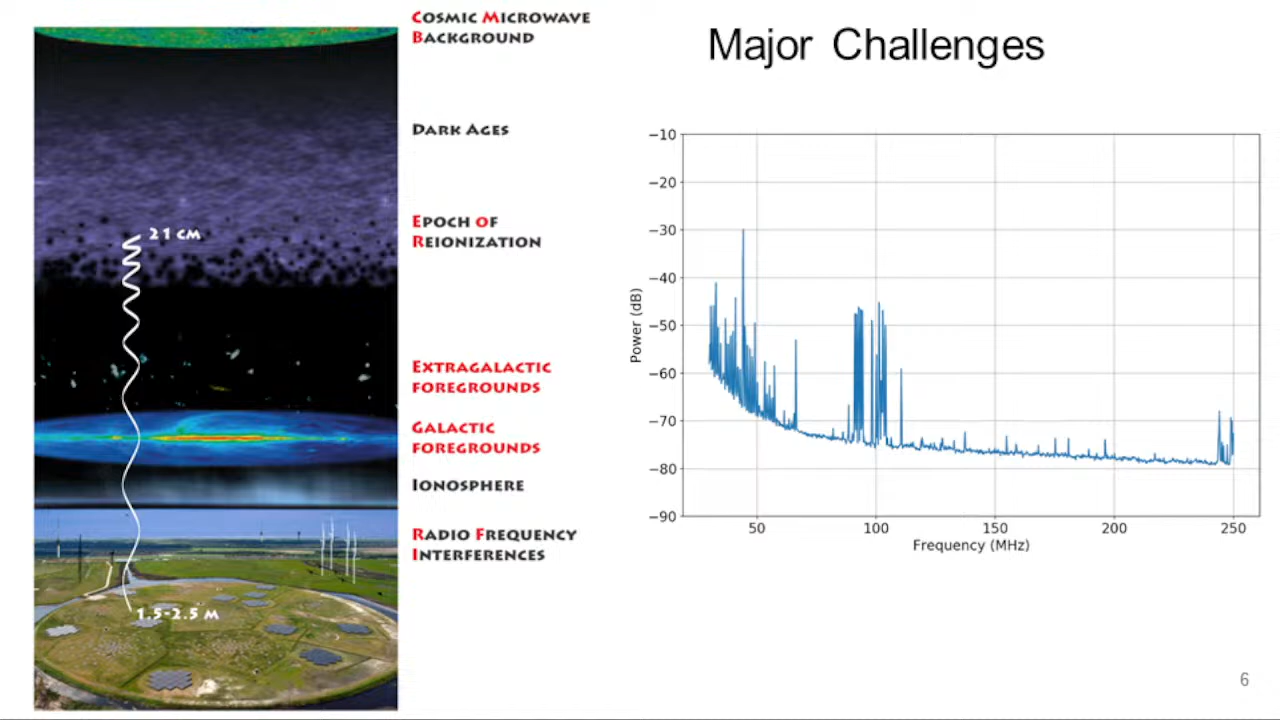 COSMIC MICROWAVE
BACKGROUND
Major Challenges
DARK AGES
EPOCH OF
REIONIZATION
21 CM
EXTRAGALACTIC
FOREGROUNDS
GALACTIC
FOREGROUNDS
IONOSPHERE
RADIO FREQUENCY
INTERFERENCES
1.5-2.5 M
−10
−20
−30
−40
−50
−60
−70
−80
−90
Power (dB)
50
100
150
200
250
Frequency (MHz)
6